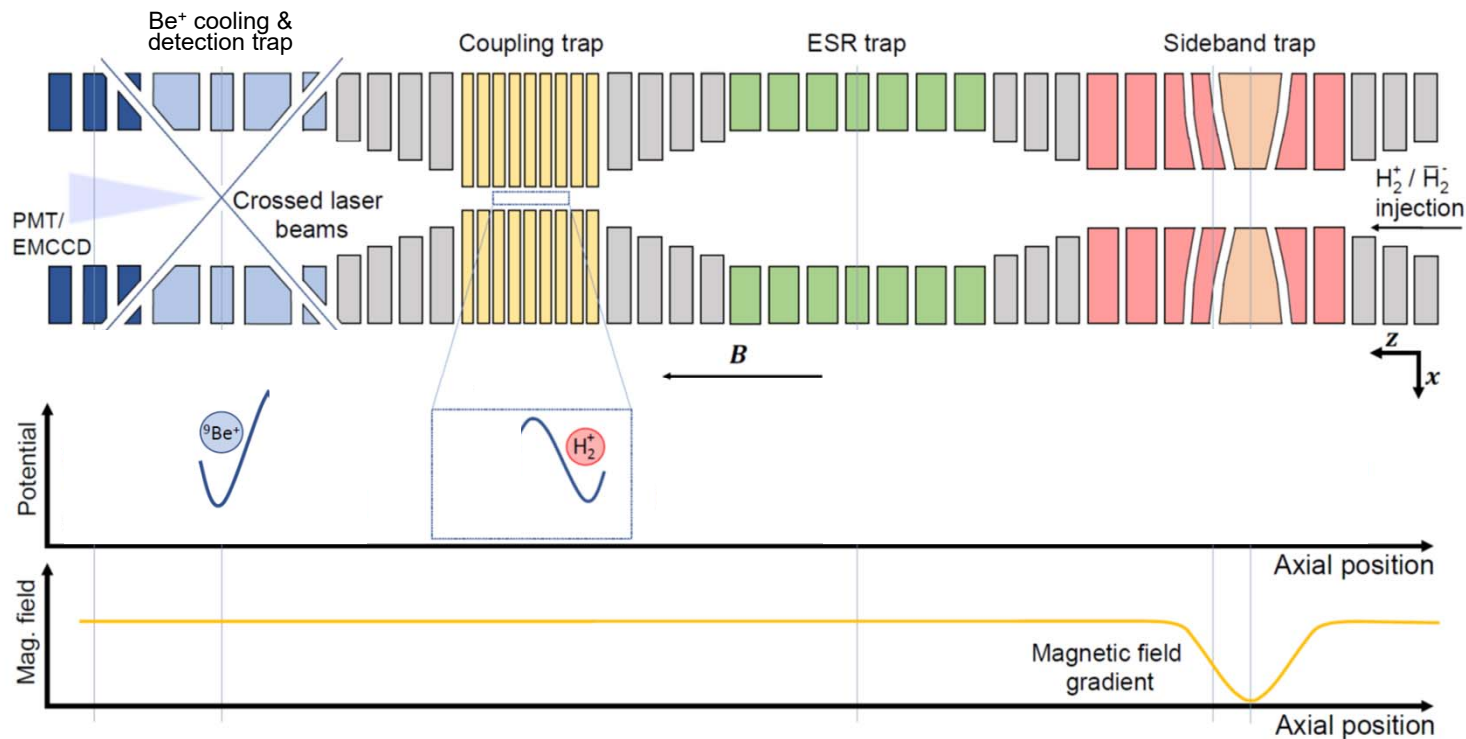 Be⁺ cooling &
detection trap
Coupling trap
ESR trap
Sideband trap
PMT/
EMCCD
Crossed laser
beams
H₂⁺ / H̅₂⁻
injection
B
z
x
Potential
⁹Be⁺
H₂⁺
Axial position
Mag. field
Magnetic field
gradient
Axial position